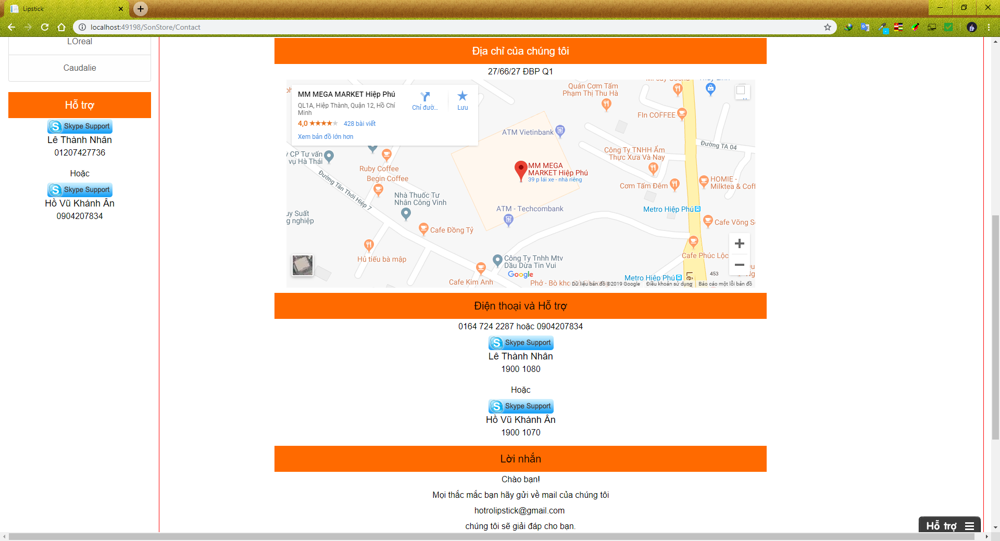 Lipstick
localhost:49198/SonStore/Contact
LOreal
Caudalie
Hỗ trợ
Skype Support
Lê Thành Nhân
01207427736
Hoặc
Skype Support
Hồ Vũ Khánh Ân
0904207834
Địa chỉ của chúng tôi
27/66/27 ĐBP Q1
MM MEGA MARKET Hiệp Phú
QL1A, Hiệp Thành, Quận 12, Hồ Chí
Minh
4,0
428 bài viết
Xem bản đồ lớn hơn
Chỉ đườ...
Lưu
Quán Cơm Tấm
Phạm Thị Thu Hà
FIn COFFEE
ATM Vietinbank
Đường TA 04
Công Ty TNHH Ẩm
Thực Xưa Và Nay
CP Tư vấn
vụ Hà Thái
Ruby Coffee
Begin Coffee
MM MEGA
MARKET Hiệp Phú
39 p lái xe - nhà riêng
HOMIE -
Milktea & Coff
Cơm Tấm Đêm
Đường Tân Thới Hiệp 7
Nhà Thuốc Tư
Nhân Công Vinh
ATM - Techcombank
Metro Hiệp Phú
uy Suất
g nghiệp
Cafe Đồng Tỷ
Cafe Võng S
Hủ tiếu bà mập
Công Ty Tnhh Mtv
Dầu Dừa Tin Vui
Cafe Phúc Lộc
Google
Cafe Kim Anh
Phở - Bò kho
Metro Hiệp Phú
Lê
453
Dữ liệu bản đồ ©2019 Google
Điều khoản sử dụng
Báo cáo một lỗi bản đồ
Điện thoại và Hỗ trợ
0164 724 2287 hoặc 0904207834
Skype Support
Lê Thành Nhân
1900 1080
Hoặc
Skype Support
Hồ Vũ Khánh Ân
1900 1070
Lời nhắn
Chào bạn!
Mọi thắc mắc bạn hãy gửi về mail của chúng tôi
hotrolipstick@gmail.com
chúng tôi sẽ giải đáp cho bạn.
Hỗ trợ